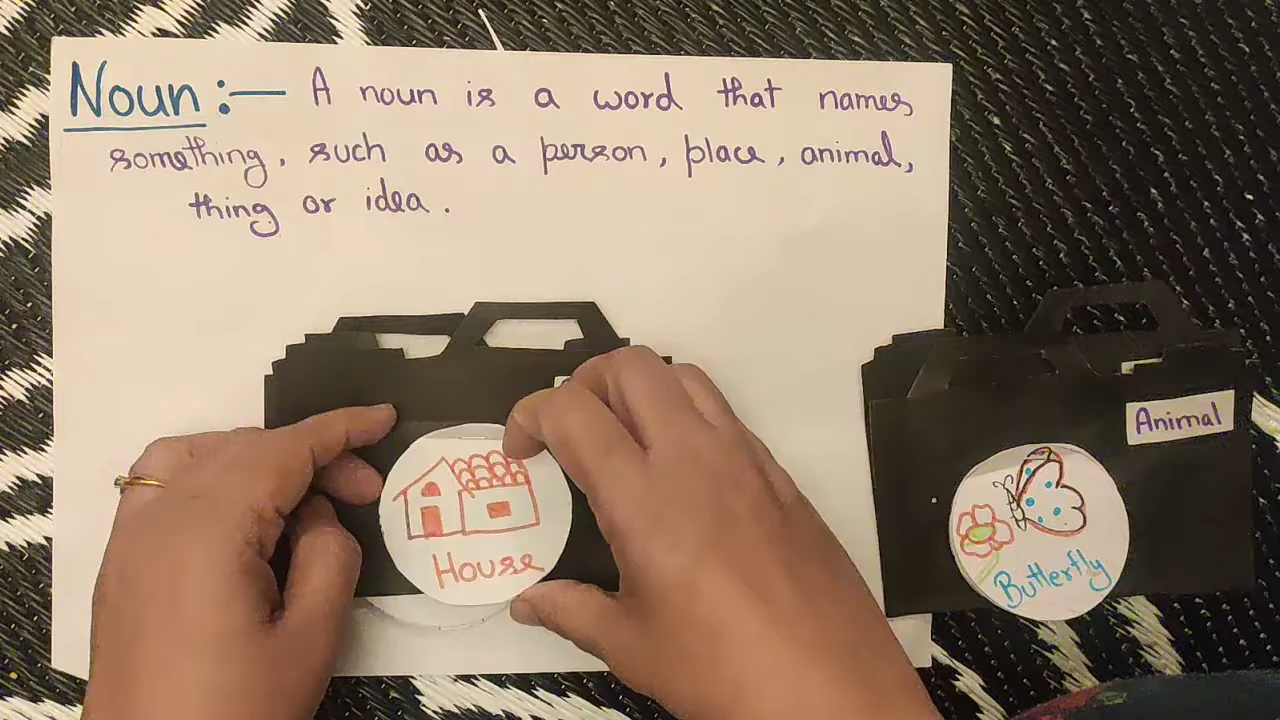 Noun :— A noun is a word that names
something, such as a person, place, animal,
thing or idea.
Animal
House
Butterfly